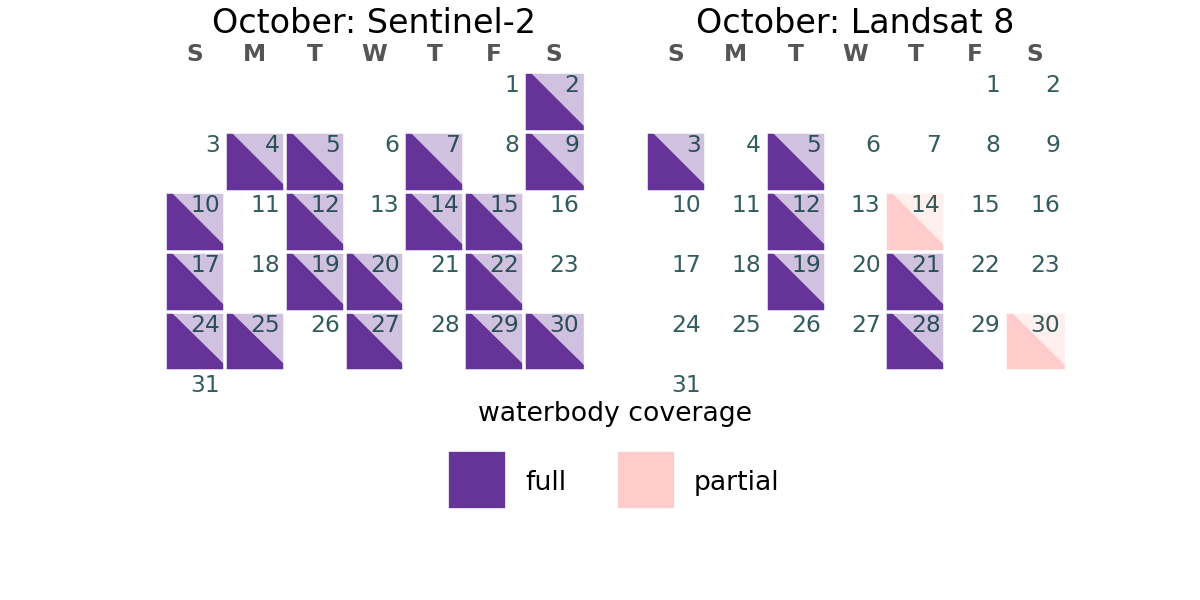 October: Sentinel-2
S M T W T F S
1 2
3 4 5 6 7 8 9
10 11 12 13 14 15 16
17 18 19 20 21 22 23
24 25 26 27 28 29 30
31
October: Landsat 8
S M T W T F S
1 2
3 4 5 6 7 8 9
10 11 12 13 14 15 16
17 18 19 20 21 22 23
24 25 26 27 28 29 30
31
waterbody coverage
full
partial